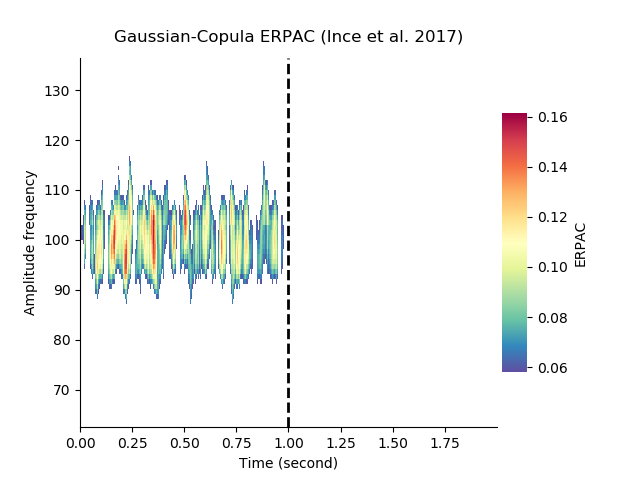 Gaussian-Copula ERPAC (Ince et al. 2017)
Amplitude frequency
130
120
110
100
90
80
70
0.00 0.25 0.50 0.75 1.00 1.25 1.50 1.75
Time (second)
0.16
0.14
0.12
0.10
0.08
0.06
ERPAC